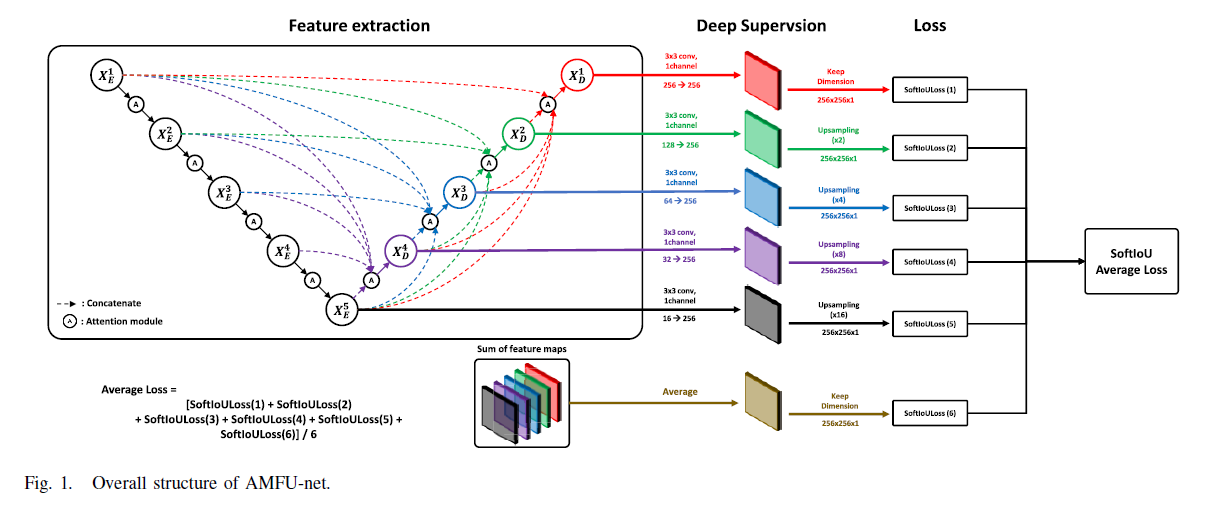 Feature extraction
Deep Supervsion
Loss
X_E^1
A
X_E^2
A
X_E^3
A
X_E^4
A
X_E^5
A
X_D^4
A
X_D^3
A
X_D^2
A
X_D^1
: Concatenate
A : Attention module
3x3 conv,
1channel
256 → 256
Keep
Dimension
256x256x1
SoftIoULoss (1)
3x3 conv,
1channel
128 → 256
Upsampling
(x2)
256x256x1
SoftIoULoss (2)
3x3 conv,
1channel
64 → 256
Upsampling
(x4)
256x256x1
SoftIoULoss (3)
3x3 conv,
1channel
32 → 256
Upsampling
(x8)
256x256x1
SoftIoULoss (4)
3x3 conv,
1channel
16 → 256
Upsampling
(x16)
256x256x1
SoftIoULoss (5)
Sum of feature maps
Average
Keep
Dimension
256x256x1
SoftIoULoss (6)
SoftIoU
Average Loss
Average Loss =
[SoftIoULoss(1) + SoftIoULoss(2)
+ SoftIoULoss(3) + SoftIoULoss(4) + SoftIoULoss(5) +
SoftIoULoss(6)] / 6
Fig. 1. Overall structure of AMFU-net.